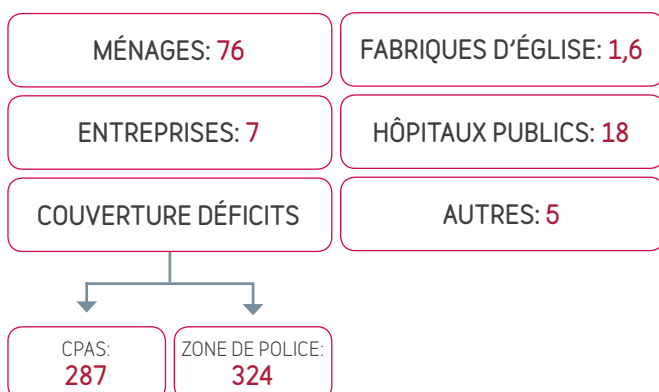 MÉNAGES: 76
FABRIQUES D'ÉGLISE: 1,6
ENTREPRISES: 7
HÔPITAUX PUBLICS: 18
COUVERTURE DÉFICITS
AUTRES: 5
CPAS:
287
ZONE DE POLICE:
324